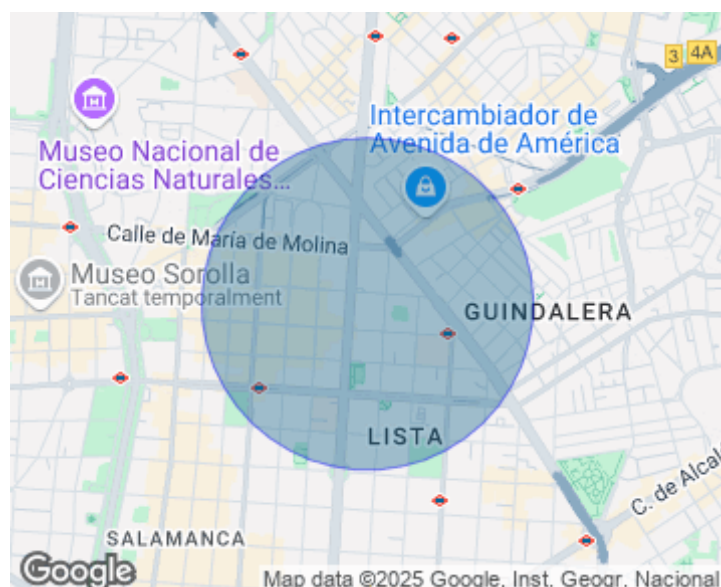 3
4A
Intercambiador de
Avenida de América
Museo Nacional de
Ciencias Naturales...
Calle de María de Molina
Museo Sorolla
Tancat temporalment
GUINDALERA
LISTA
C. de Alcal
SALAMANCA
Google
Map data ©2025 Google, Inst. Geogr. Nacional